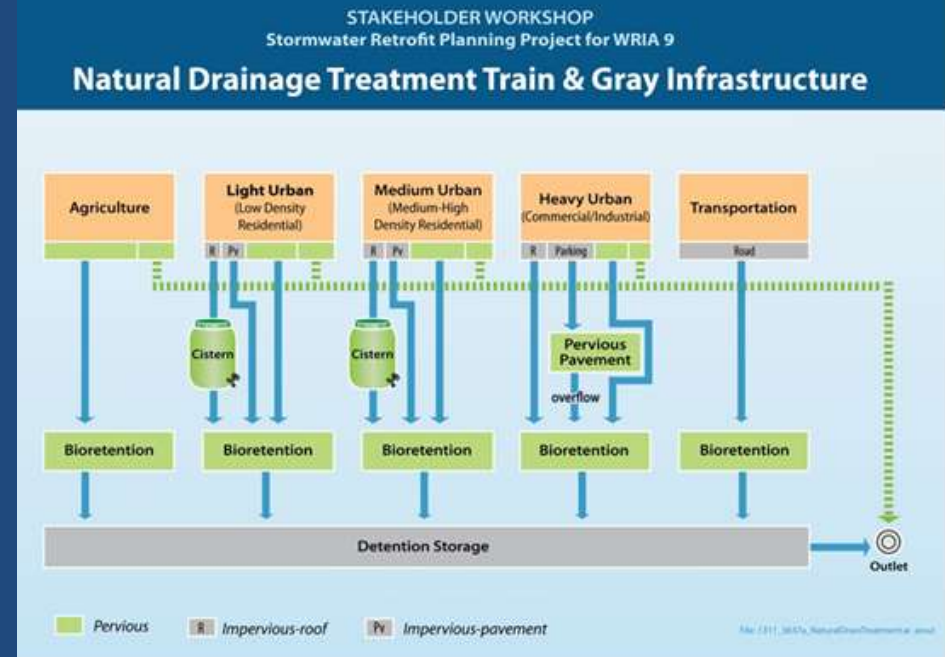 STAKEHOLDER WORKSHOP
Stormwater Retrofit Planning Project for WRIA 9
Natural Drainage Treatment Train & Gray Infrastructure
Agriculture
Light Urban
(Low Density
Residential)
Medium Urban
(Medium-High
Density Residential)
Heavy Urban
(Commercial/Industrial)
Transportation
R
Pv
R
Pv
R
Parking
Road
Cistern
Cistern
Pervious
Pavement
overflow
Bioretention
Bioretention
Bioretention
Bioretention
Bioretention
Detention Storage
Outlet
Pervious
R
Impervious-roof
Pv
Impervious-pavement